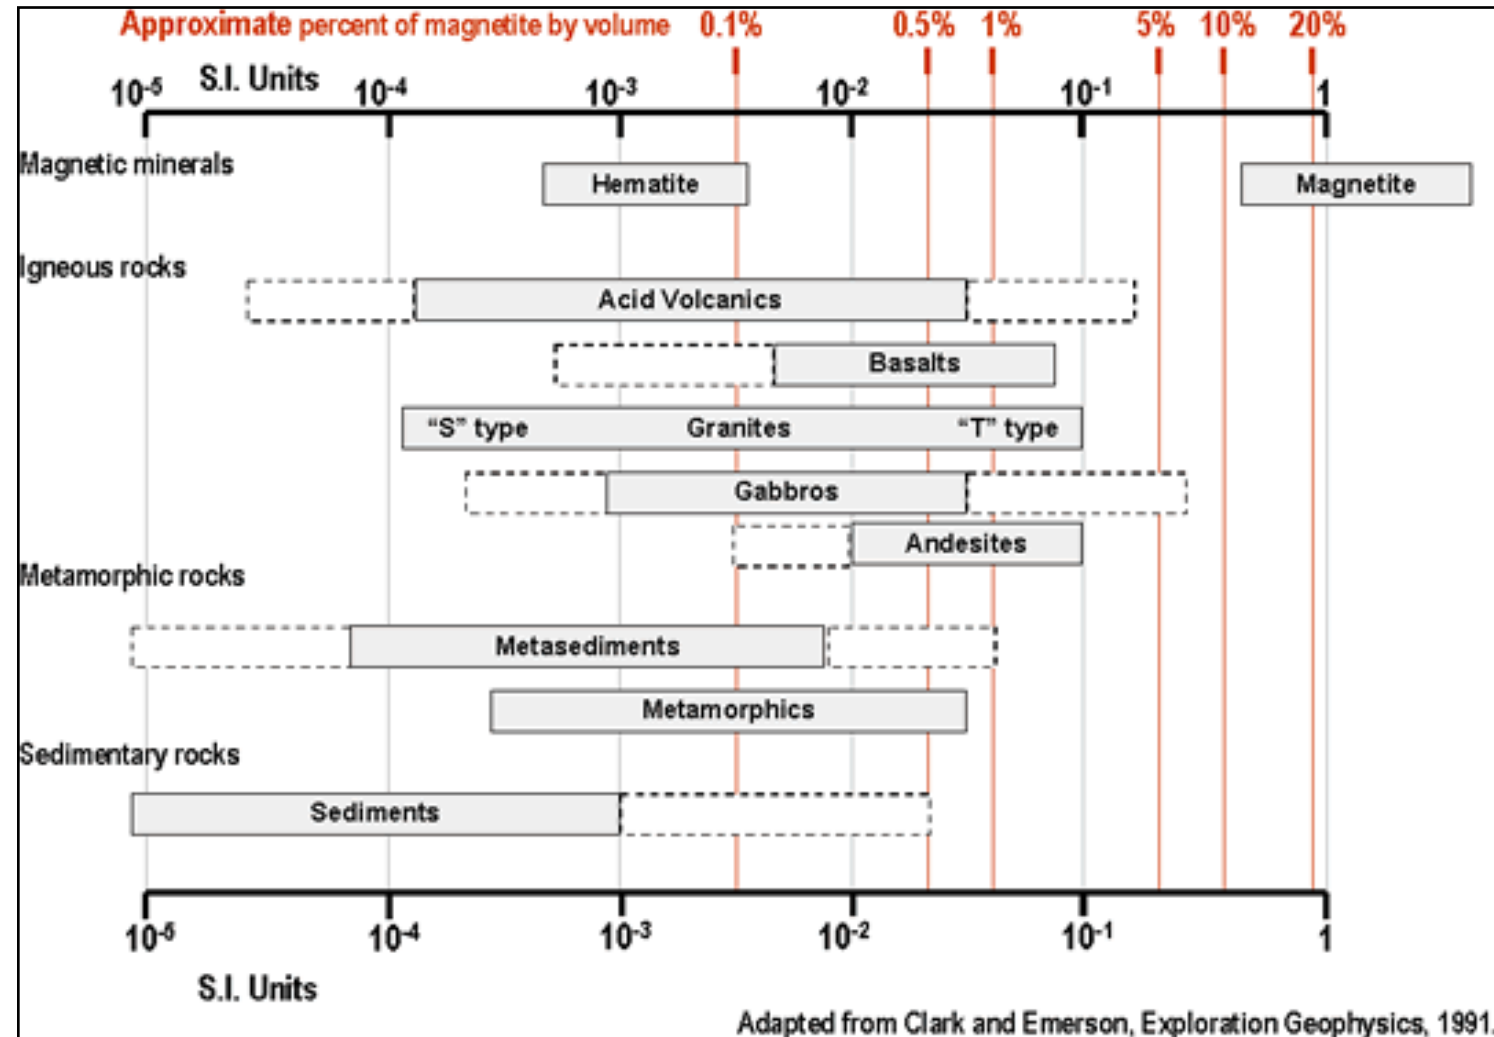 Approximate percent of magnetite by volume 0.1% 0.5% 1% 5% 10% 20%
S.I. Units
10⁻⁵ 10⁻⁴ 10⁻³ 10⁻² 10⁻¹ 1
Magnetic minerals
Hematite Magnetite
Igneous rocks
Acid Volcanics
Basalts
“S” type Granites “T” type
Gabbros
Andesites
Metamorphic rocks
Metasediments
Metamorphics
Sedimentary rocks
Sediments
10⁻⁵ 10⁻⁴ 10⁻³ 10⁻² 10⁻¹ 1
S.I. Units
Adapted from Clark and Emerson, Exploration Geophysics, 1991.